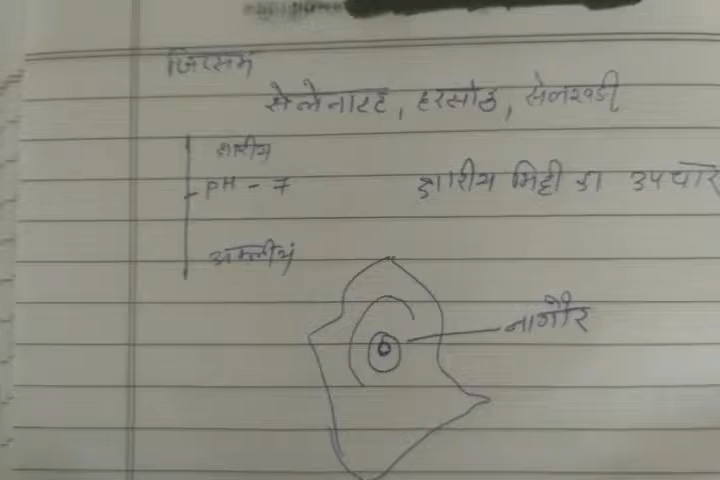 जिप्सम
सेलेनाइट, हरसोठ, सेलखडी
क्षारीय
PH - 7
क्षारीय मिट्टी का उपचार
अम्लीय
नागौर